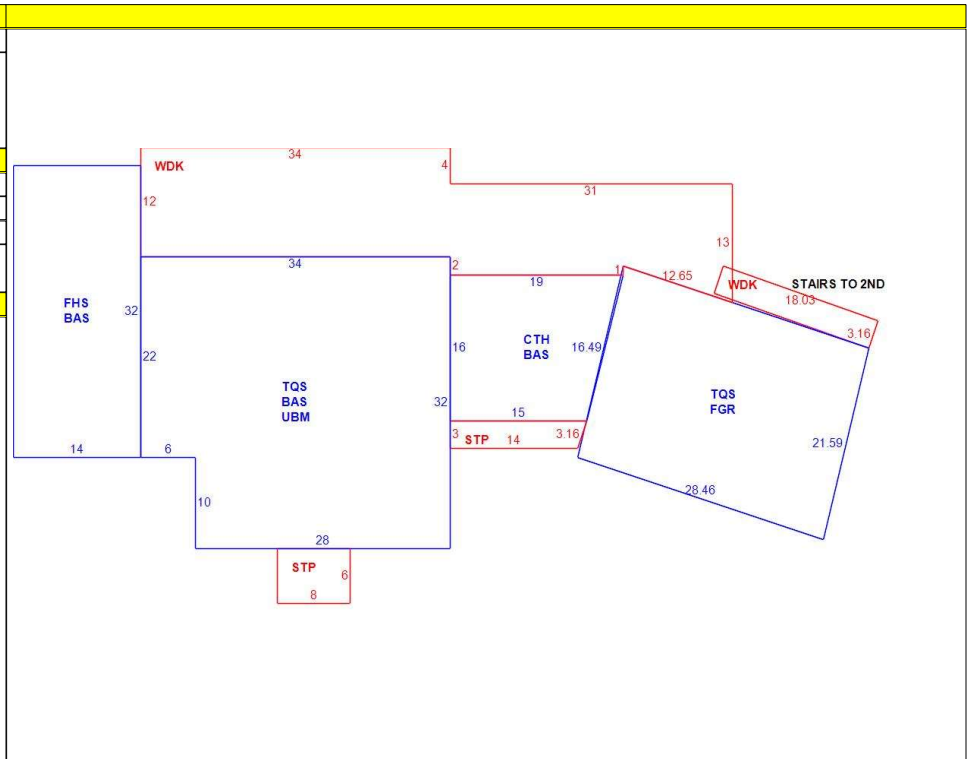 34
WDK
4
31
12
13
34
2
1
12.65
19
WDK
STAIRS TO 2ND
18.03
FHS
BAS
32
3.16
CTH
BAS
16
16.49
22
TQS
BAS
UBM
TQS
FGR
32
15
3
STP
14
3.16
21.59
14
6
28.46
10
28
STP
6
8